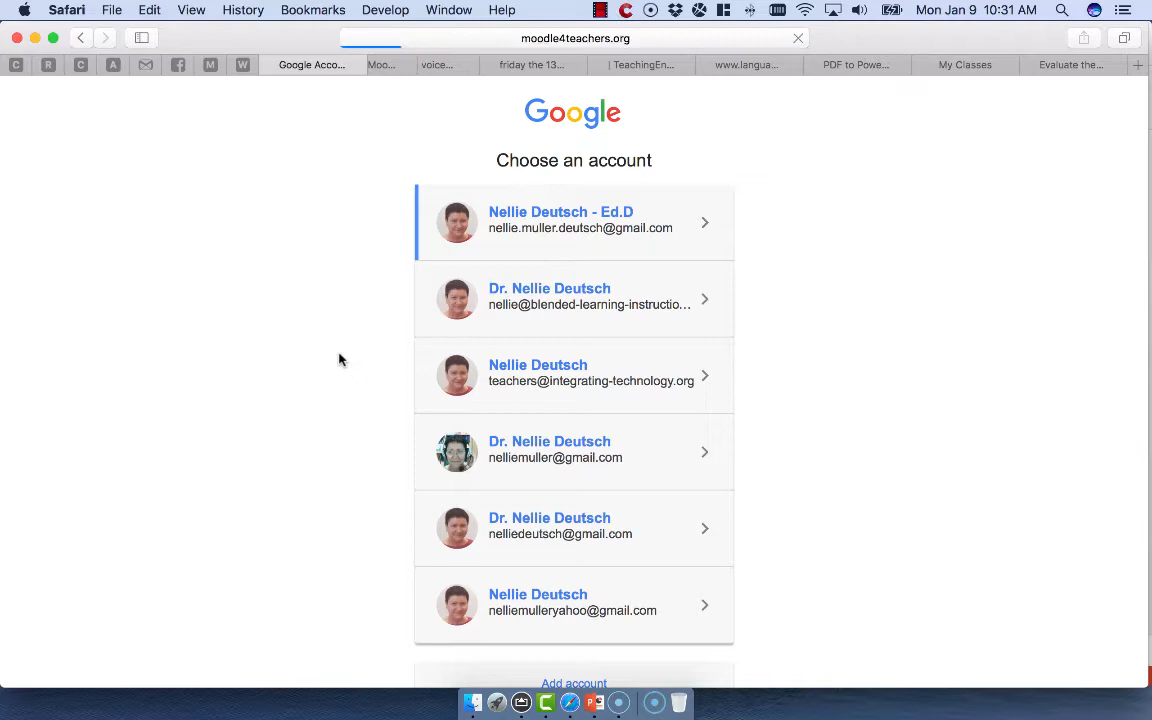 Safari File Edit View History Bookmarks Develop Window Help Mon Jan 9 10:31 AM
moodle4teachers.org
C R C A M W Google Acco... Moo... voice... friday the 13... | TeachingEn... www.langua... PDF to Powe... My Classes Evaluate the...
Google
Choose an account
Nellie Deutsch - Ed.D
nellie.muller.deutsch@gmail.com
Dr. Nellie Deutsch
nellie@blended-learning-instructio...
Nellie Deutsch
teachers@integrating-technology.org
Dr. Nellie Deutsch
nelliemuller@gmail.com
Dr. Nellie Deutsch
nelliedeutsch@gmail.com
Nellie Deutsch
nelliemulleryahoo@gmail.com
Add account